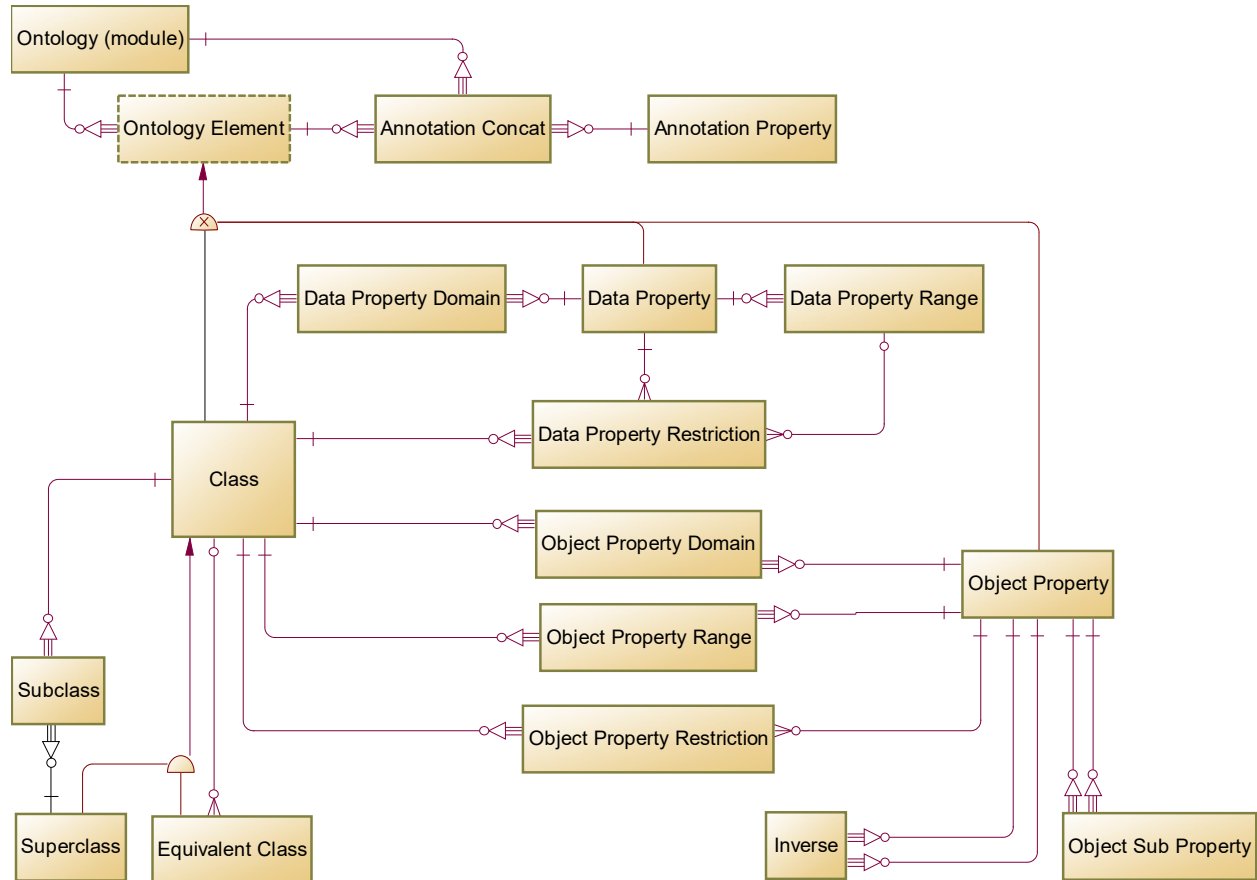 Ontology (module)
Ontology Element
Annotation Concat
Annotation Property
Data Property Domain
Data Property
Data Property Range
Data Property Restriction
Class
Object Property Domain
Object Property
Object Property Range
Subclass
Object Property Restriction
Superclass
Equivalent Class
Inverse
Object Sub Property